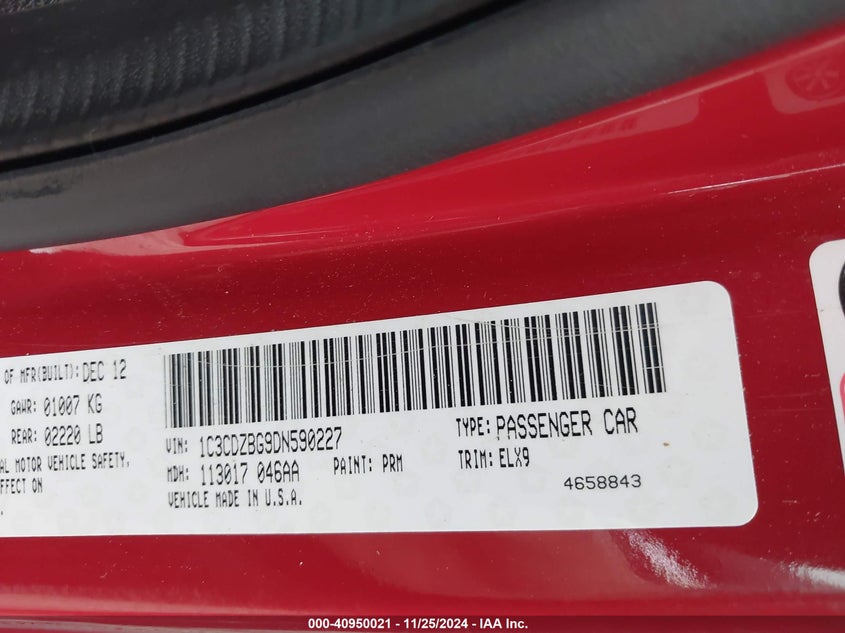 OF MFR(BUILT): DEC 12
GAWR: 01007 KG
REAR: 02220 LB
AL MOTOR VEHICLE SAFETY,
EFFECT ON
VIN: 1C3CDZBG9DN590227
TYPE: PASSENGER CAR
MDH: 113017 046AA
PAINT: PRM
TRIM: ELX9
VEHICLE MADE IN U.S.A.
4658843
000-40950021 - 11/25/2024 - IAA Inc.